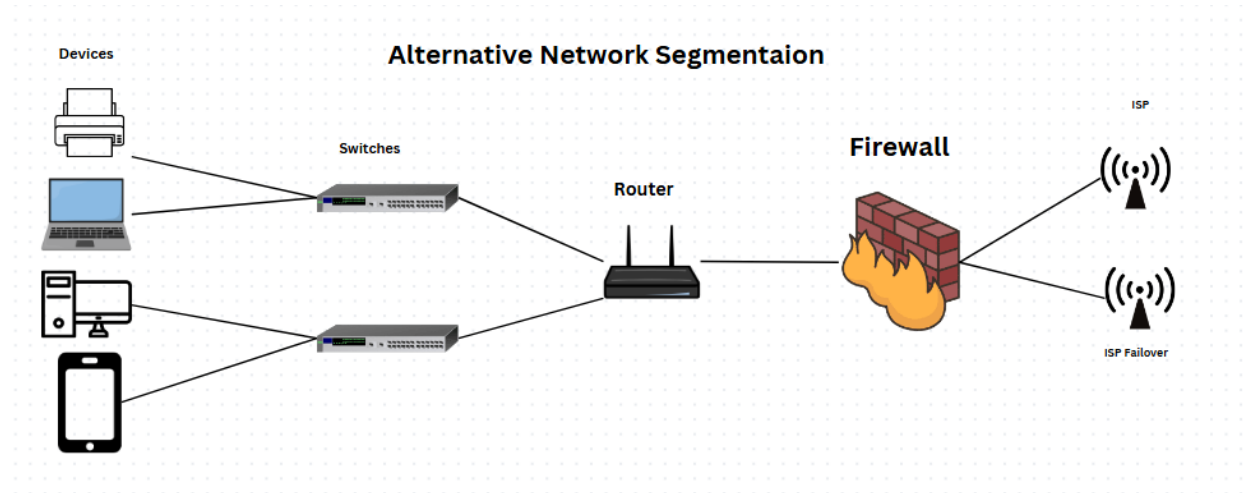 Devices
Alternative Network Segmentaion
ISP
Switches
Firewall
Router
ISP Failover